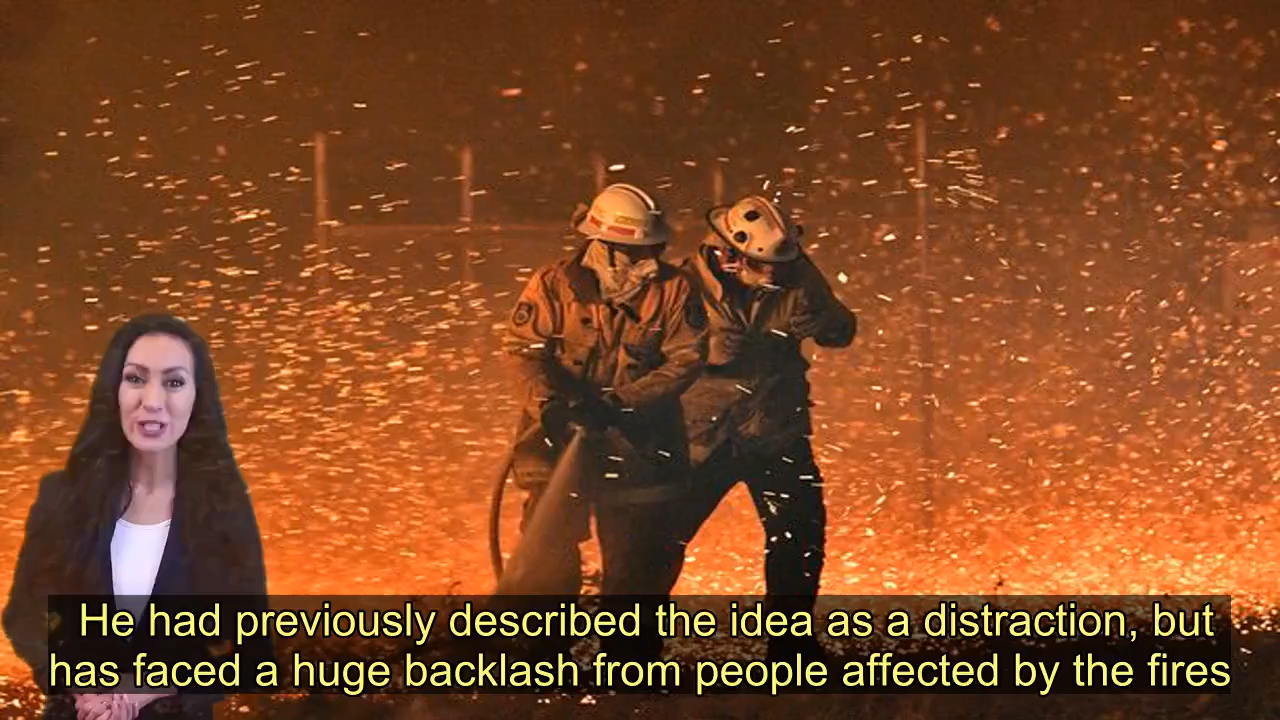 He had previously described the idea as a distraction, but
has faced a huge backlash from people affected by the fires